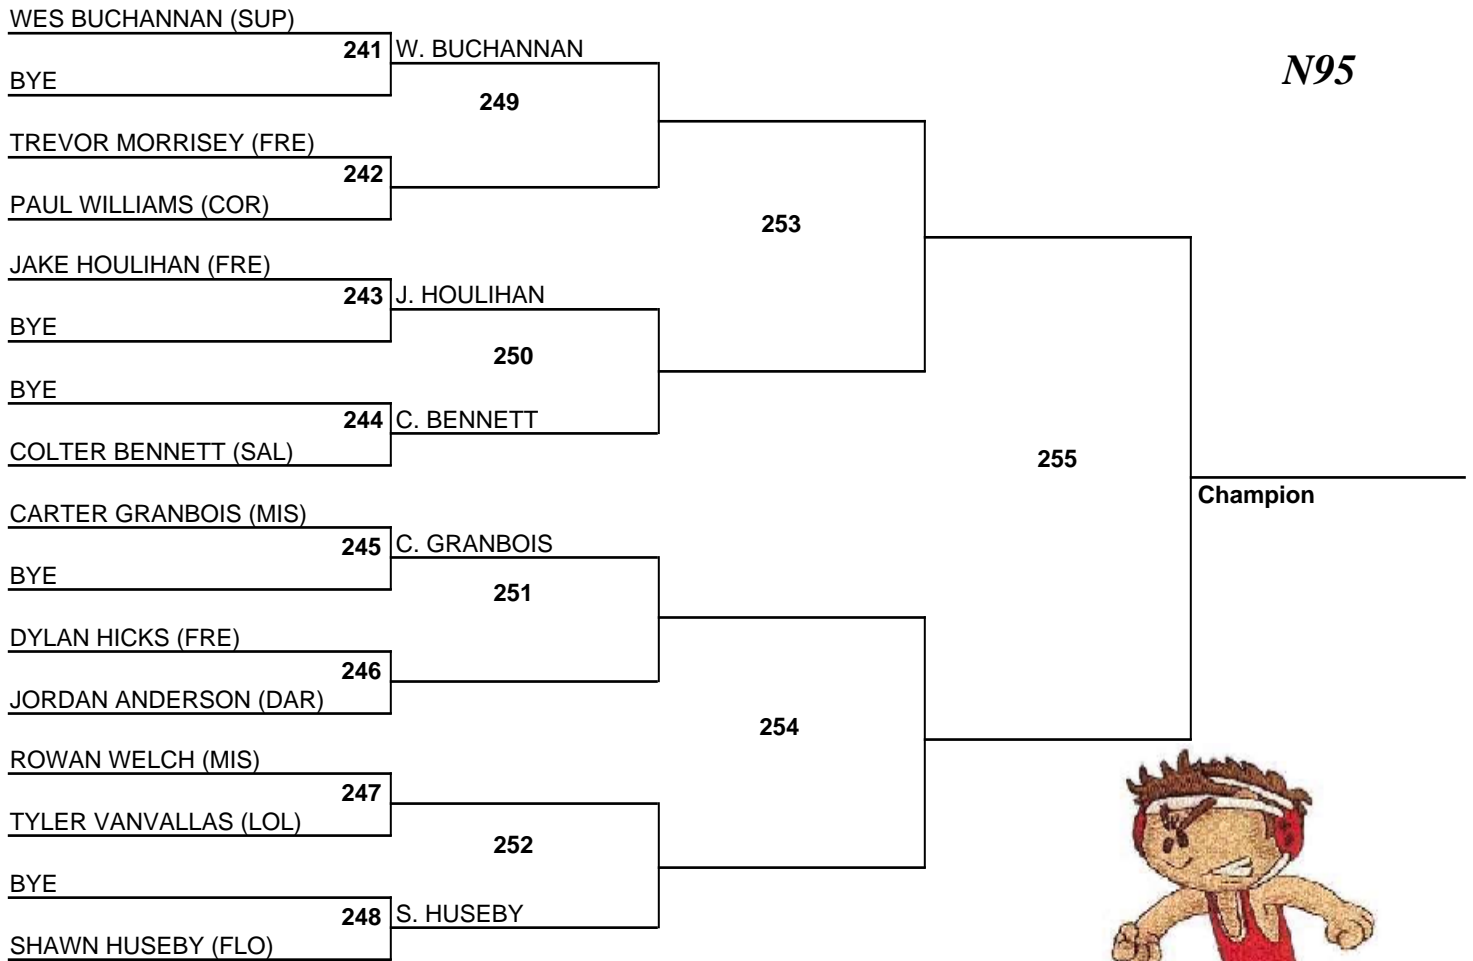 WES BUCHANNAN (SUP)
241 W. BUCHANNAN
BYE
N95
249
TREVOR MORRISEY (FRE)
242
PAUL WILLIAMS (COR)
253
JAKE HOULIHAN (FRE)
243 J. HOULIHAN
BYE
250
BYE
244 C. BENNETT
COLTER BENNETT (SAL)
255
Champion
CARTER GRANBOIS (MIS)
245 C. GRANBOIS
BYE
251
DYLAN HICKS (FRE)
246
JORDAN ANDERSON (DAR)
254
ROWAN WELCH (MIS)
247
TYLER VANVALLAS (LOL)
252
BYE
248 S. HUSEBY
SHAWN HUSEBY (FLO)